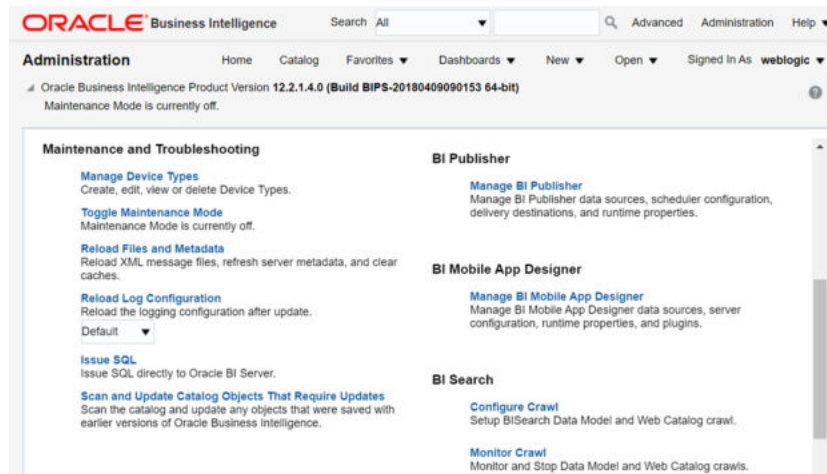 ORACLE Business Intelligence Search All Advanced Administration Help
Administration Home Catalog Favorites Dashboards New Open Signed In As weblogic
Oracle Business Intelligence Product Version 12.2.1.4.0 (Build BIPS-20180409090153 64-bit)
Maintenance Mode is currently off.
Maintenance and Troubleshooting
Manage Device Types
Create, edit, view or delete Device Types.
Toggle Maintenance Mode
Maintenance Mode is currently off.
Reload Files and Metadata
Reload XML message files, refresh server metadata, and clear
caches.
Reload Log Configuration
Reload the logging configuration after update.
Default
Issue SQL
Issue SQL directly to Oracle BI Server.
Scan and Update Catalog Objects That Require Updates
Scan the catalog and update any objects that were saved with
earlier versions of Oracle Business Intelligence.
BI Publisher
Manage BI Publisher
Manage BI Publisher data sources, scheduler configuration,
delivery destinations, and runtime properties.
BI Mobile App Designer
Manage BI Mobile App Designer
Manage BI Mobile App Designer data sources, server
configuration, runtime properties, and plugins.
BI Search
Configure Crawl
Setup BISearch Data Model and Web Catalog crawl.
Monitor Crawl
Monitor and Stop Data Model and Web Catalog crawls.